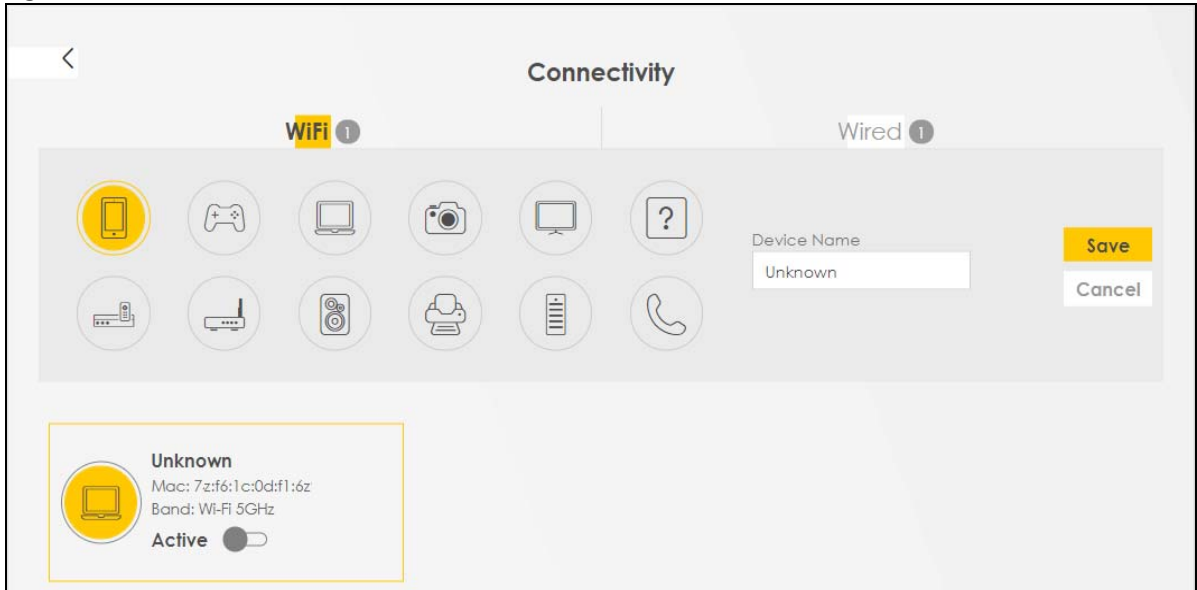 Connectivity
WiFi 1
Wired 1
?
Device Name
Unknown
Save
Cancel
Unknown
Mac: 7z:f6:1c:0d:f1:6z
Band: Wi-Fi 5GHz
Active